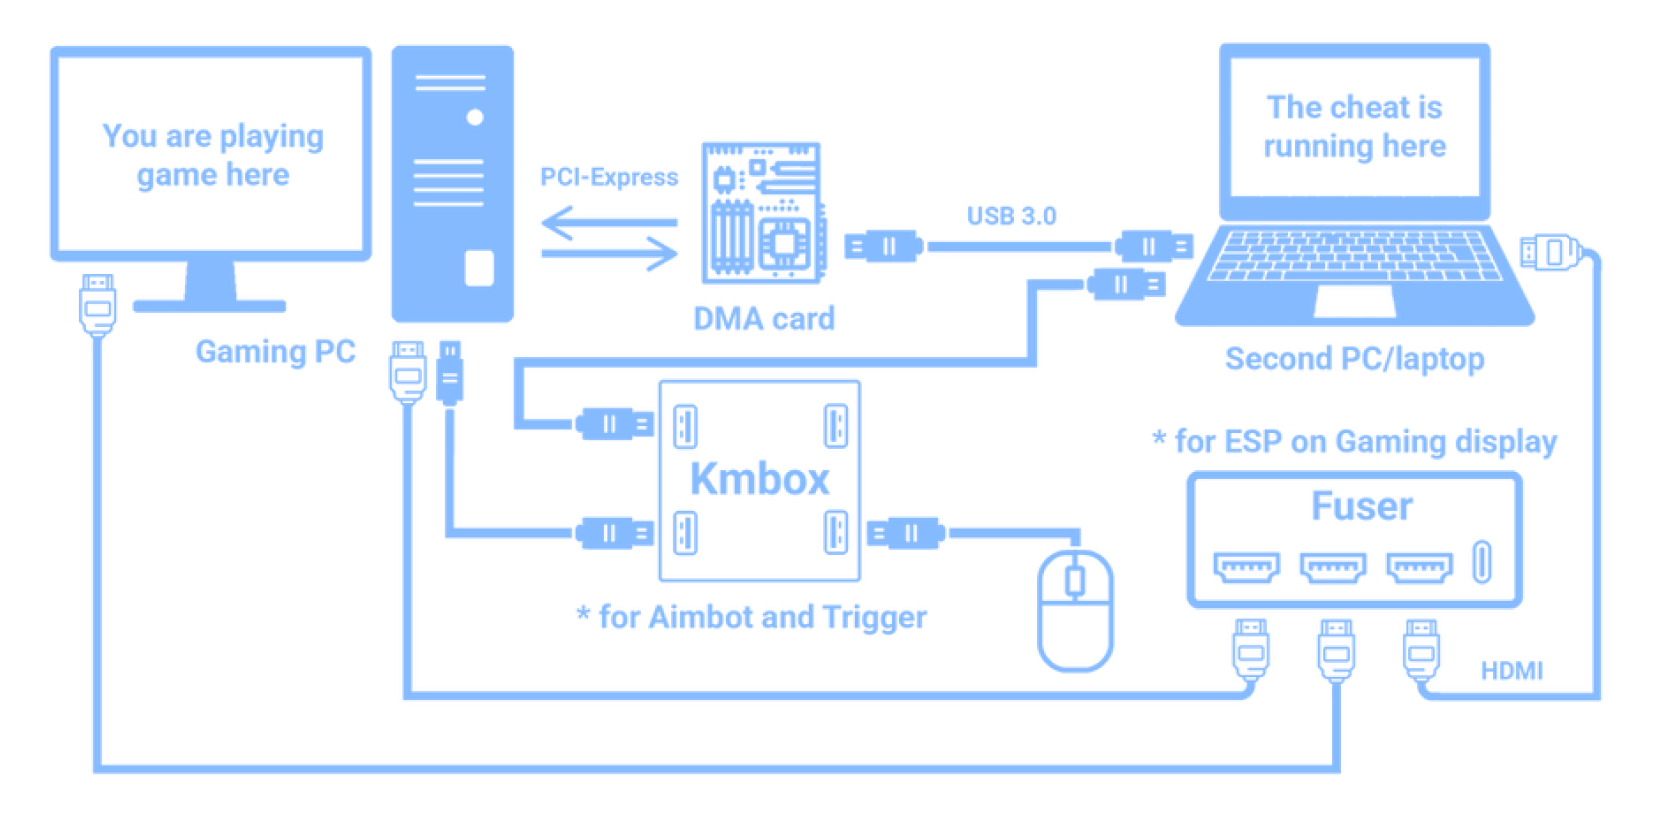 You are playing
game here
The cheat is
running here
PCI-Express
USB 3.0
DMA card
Gaming PC
Second PC/laptop
* for ESP on Gaming display
Kmbox
Fuser
* for Aimbot and Trigger
HDMI